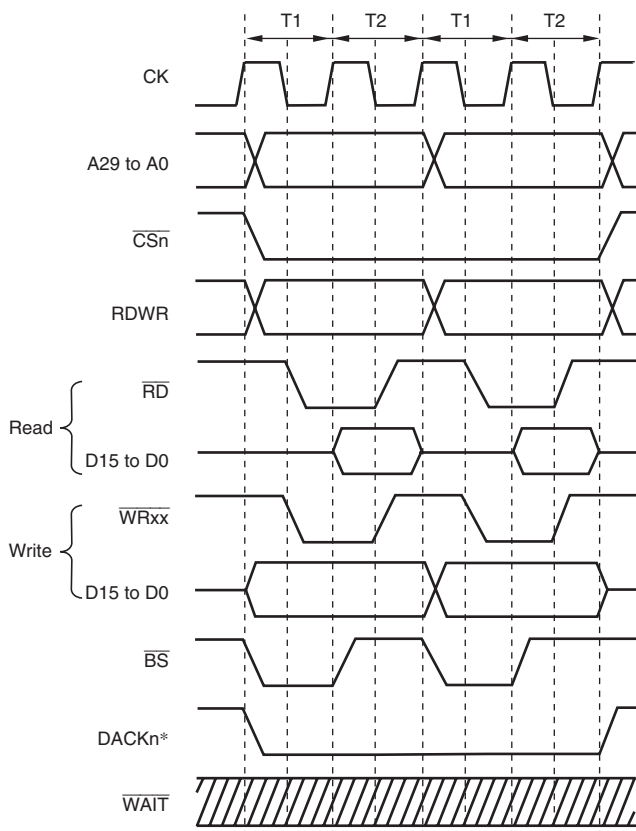 T1 T2 T1 T2
CK
A29 to A0
CSn
RDWR
RD
Read
D15 to D0
WRxx
Write
D15 to D0
BS
DACKn*
WAIT